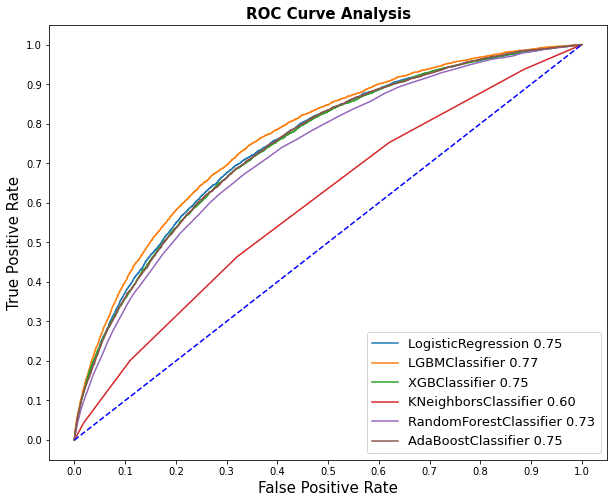 ROC Curve Analysis
True Positive Rate
1.0
0.9
0.8
0.7
0.6
0.5
0.4
0.3
0.2
0.1
0.0
LogisticRegression 0.75
LGBMClassifier 0.77
XGBClassifier 0.75
KNeighborsClassifier 0.60
RandomForestClassifier 0.73
AdaBoostClassifier 0.75
0.0 0.1 0.2 0.3 0.4 0.5 0.6 0.7 0.8 0.9 1.0
False Positive Rate